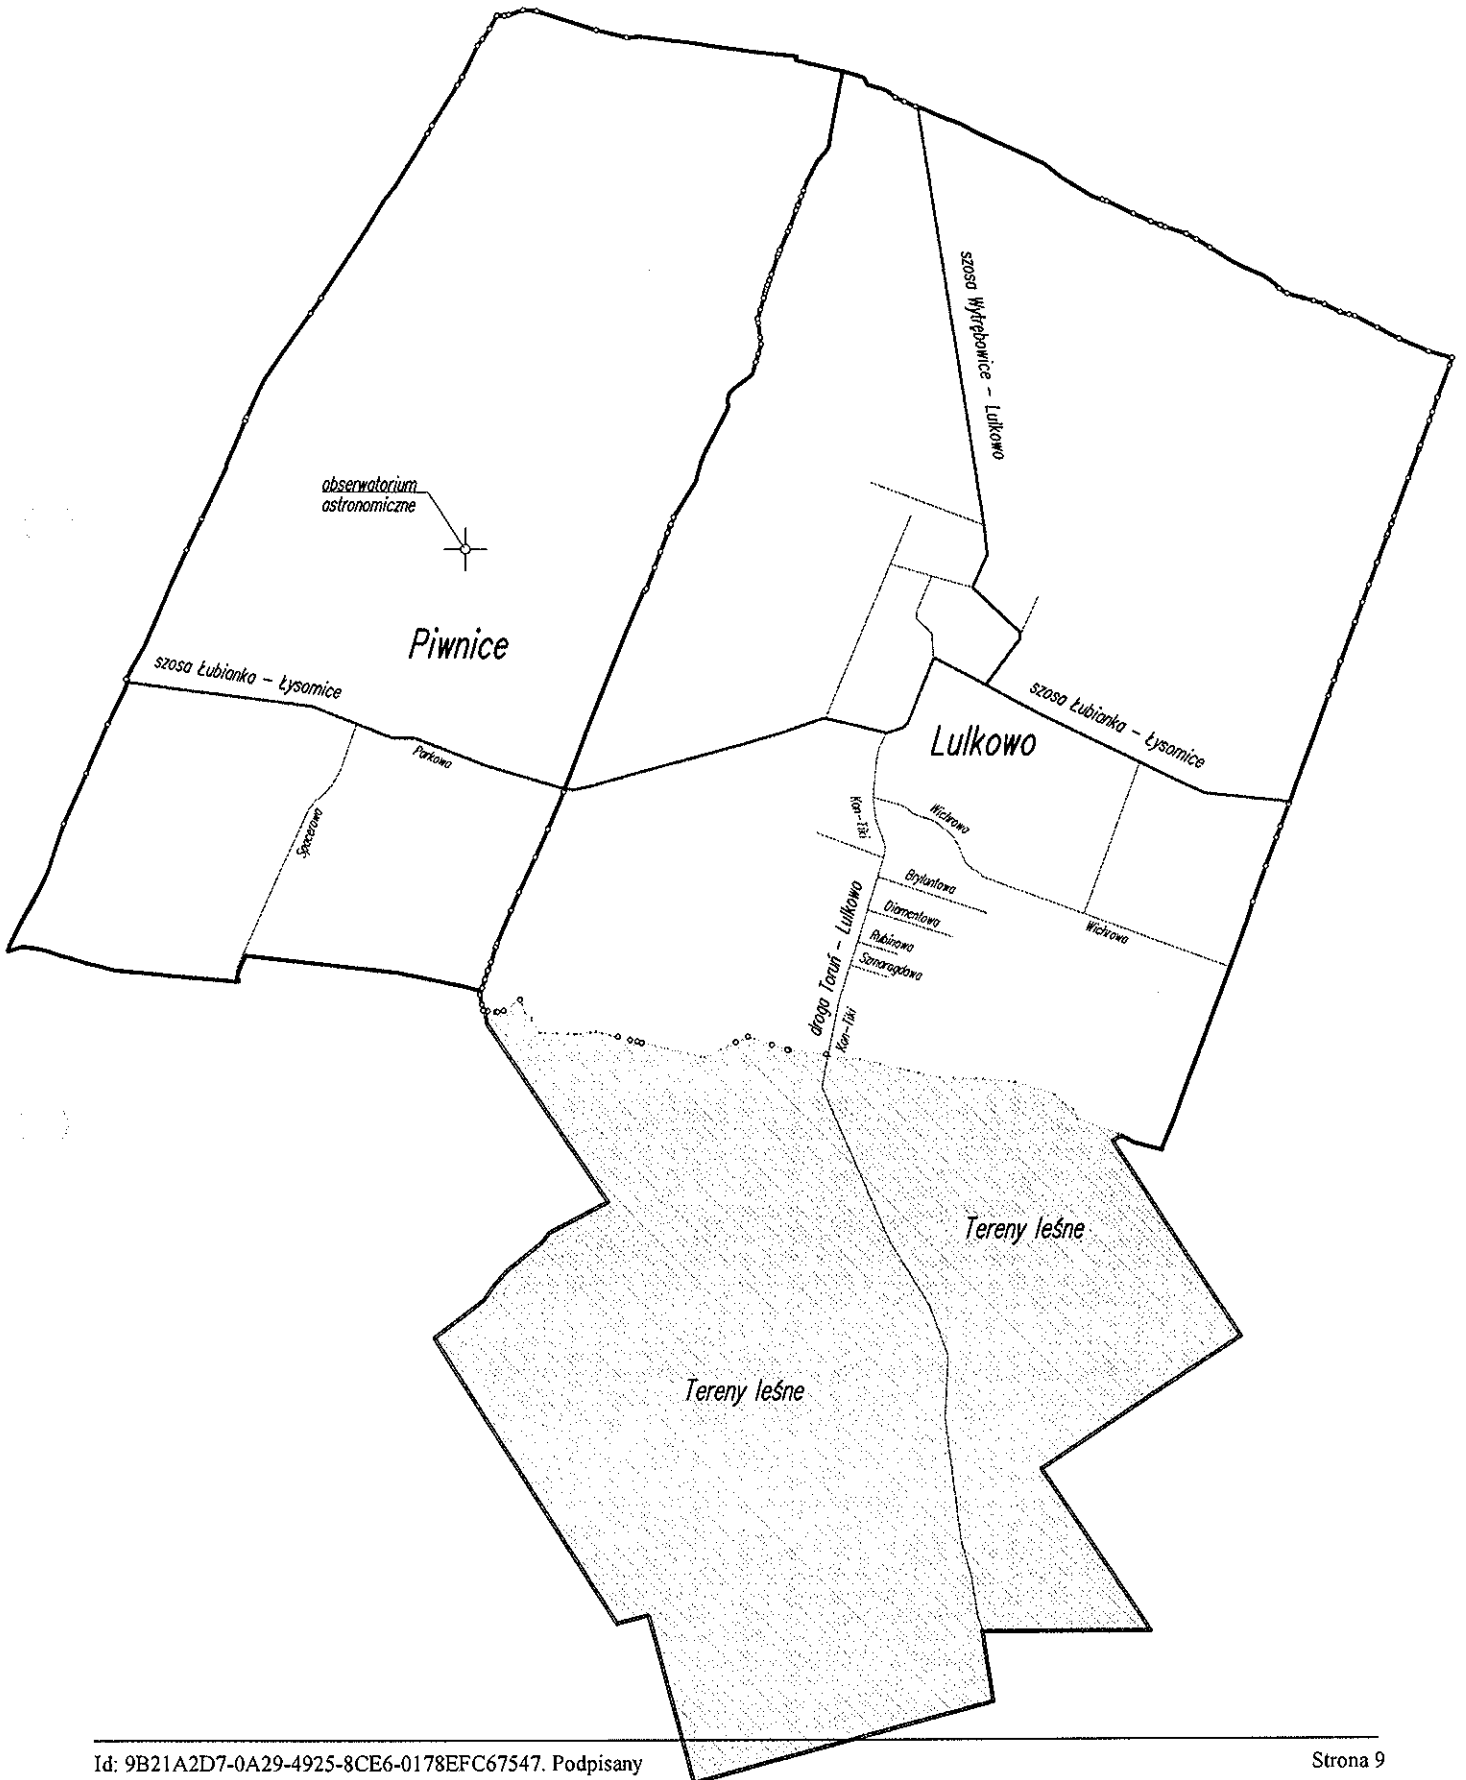 szosa Wytrębowice - Lulkowo
obserwatorium
astronomiczne
Piwnice
szosa Łubianka - Łysomice
szosa Łubianka - Łysomice
Lulkowo
Parkowa
Spacerowa
Kon-Tiki
Wichrowa
Brylantowa
Diamentowa
Rubinowa
Szmaragdowa
Wichrowa
droga Toruń - Lulkowo
Kon-Tiki
Tereny leśne
Tereny leśne
Id: 9B21A2D7-0A29-4925-8CE6-0178EFC67547. Podpisany
Strona 9